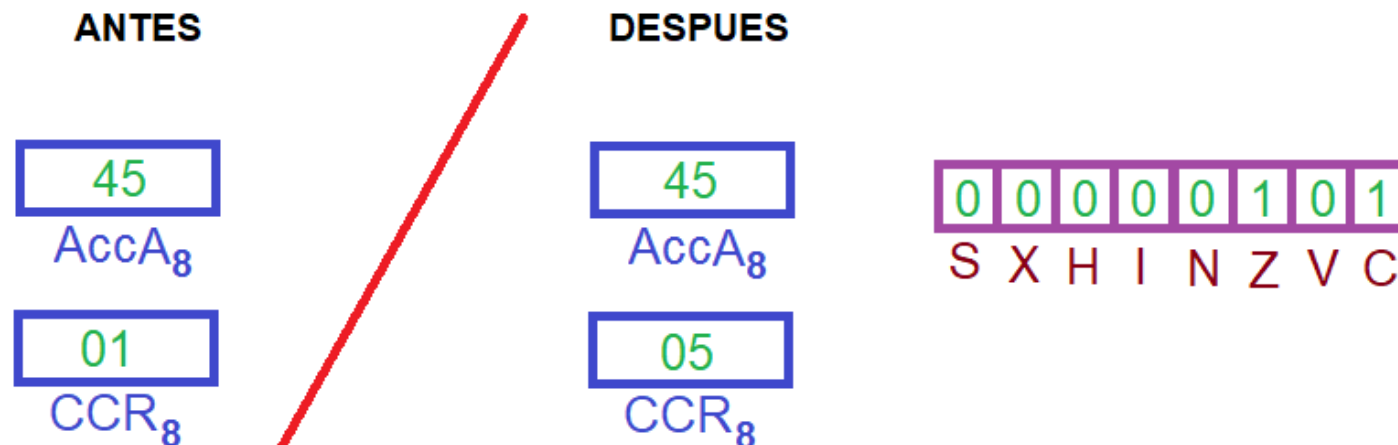 ANTES DESPUES
45 45 0 0 0 0 0 1 0 1
AccA8 AccA8 S X H I N Z V C
01 05
CCR8 CCR8